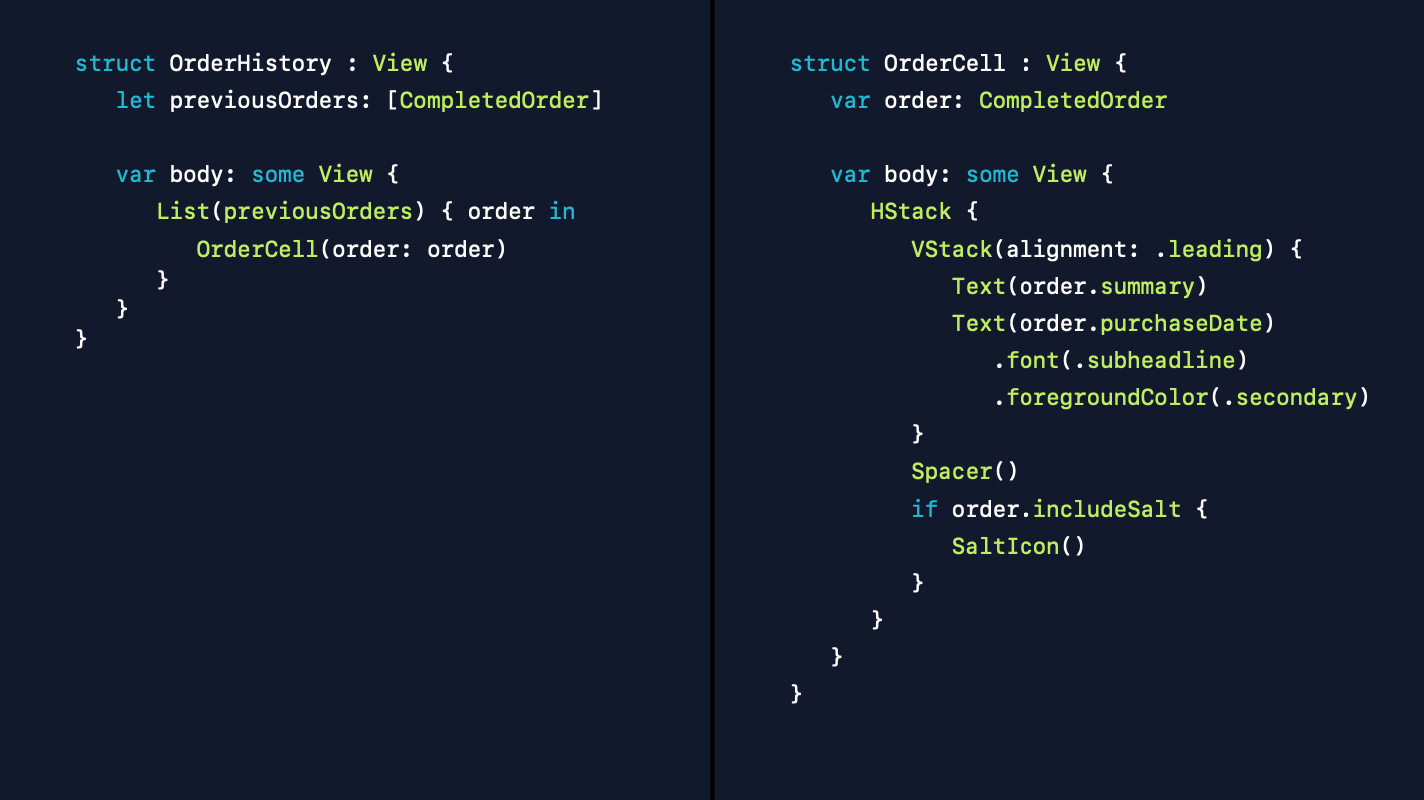 struct OrderHistory : View {
   let previousOrders: [CompletedOrder]

   var body: some View {
      List(previousOrders) { order in
         OrderCell(order: order)
      }
   }
}

struct OrderCell : View {
   var order: CompletedOrder

   var body: some View {
      HStack {
         VStack(alignment: .leading) {
            Text(order.summary)
            Text(order.purchaseDate)
               .font(.subheadline)
               .foregroundColor(.secondary)
         }
         Spacer()
         if order.includeSalt {
            SaltIcon()
         }
      }
   }
}